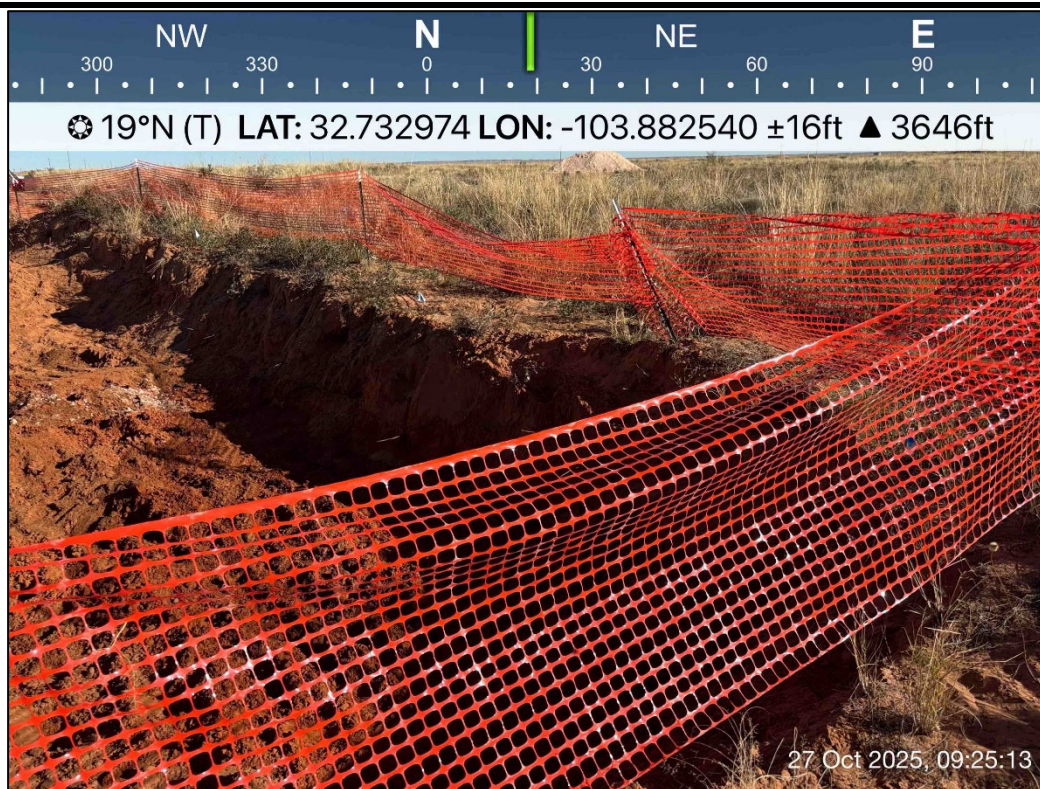 NW N NE E
300 330 0 30 60 90
19°N (T) LAT: 32.732974 LON: -103.882540 ±16ft ▲ 3646ft
27 Oct 2025, 09:25:13